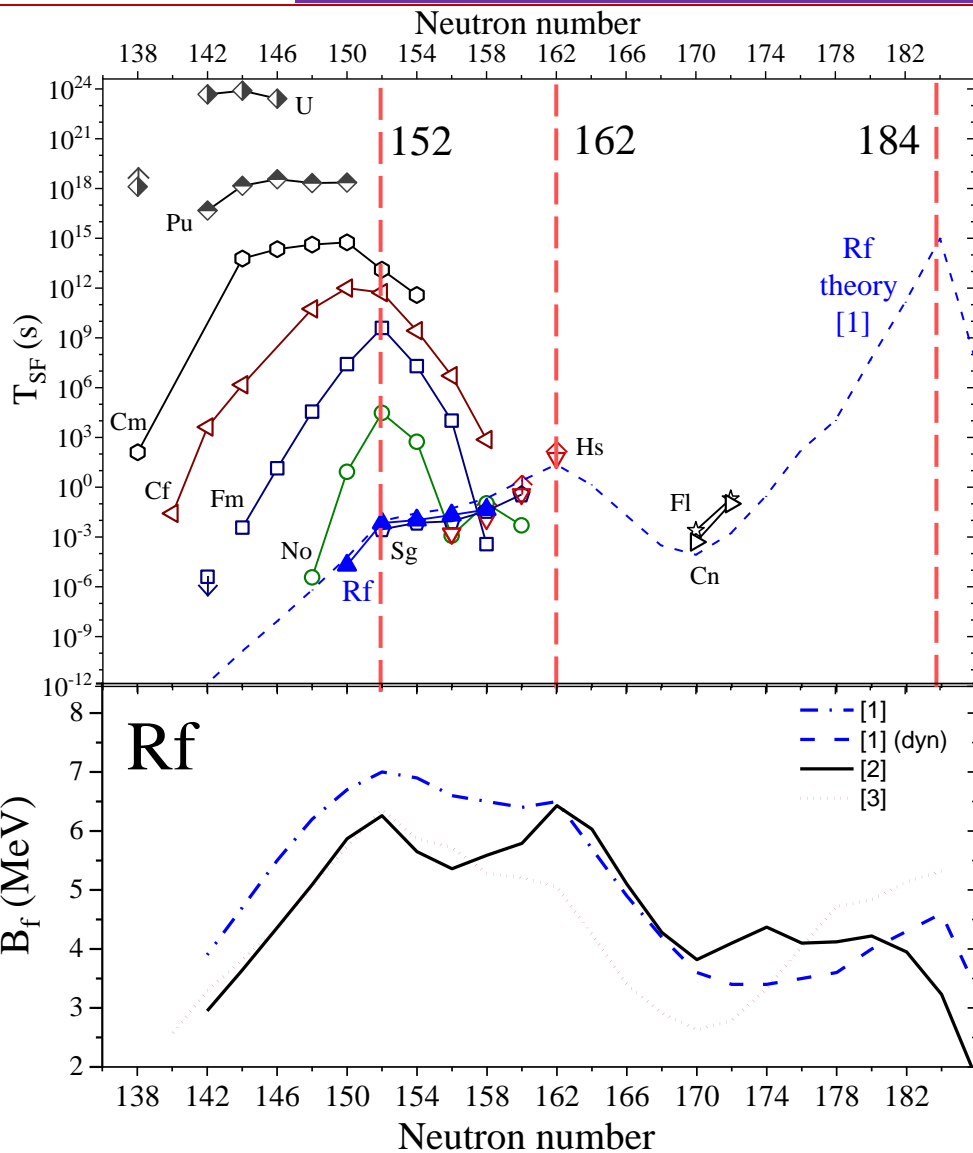 Neutron number
138 142 146 150 154 158 162 170 174 184
10^24
10^21
10^18
10^15
10^12
10^9
10^6
10^3
10^0
10^-3
10^-6
10^-9
10^-12
T_SF (s)
152
162
184
U
Pu
Cm
Cf
Fm
No
Rf
Sg
Hs
Fl
Cn
Rf
theory
[1]
8
7
6
5
4
3
2
B_f (MeV)
Rf
[1]
[1] (dyn)
[2]
[3]
138 142 146 150 154 158 162 166 170 174 178 182
Neutron number